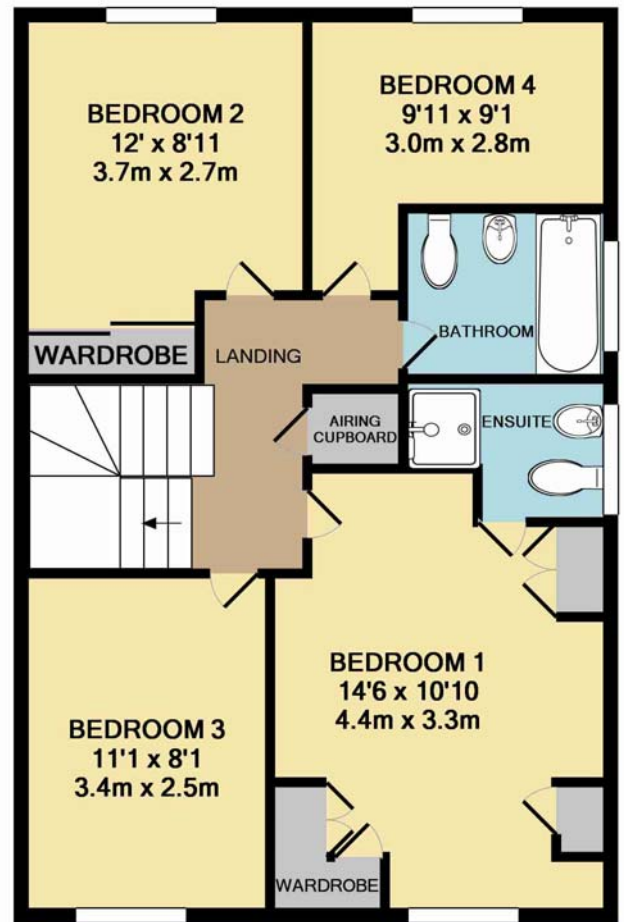 BEDROOM 2
12' x 8'11
3.7m x 2.7m
BEDROOM 4
9'11 x 9'1
3.0m x 2.8m
BATHROOM
WARDROBE
LANDING
AIRING
CUPBOARD
ENSUITE
BEDROOM 1
14'6 x 10'10
4.4m x 3.3m
BEDROOM 3
11'1 x 8'1
3.4m x 2.5m
WARDROBE